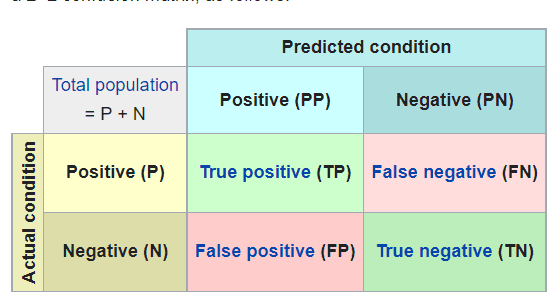 Predicted condition
Total population
= P + N
Positive (PP)
Negative (PN)
Actual condition
Positive (P)
True positive (TP)
False negative (FN)
Negative (N)
False positive (FP)
True negative (TN)